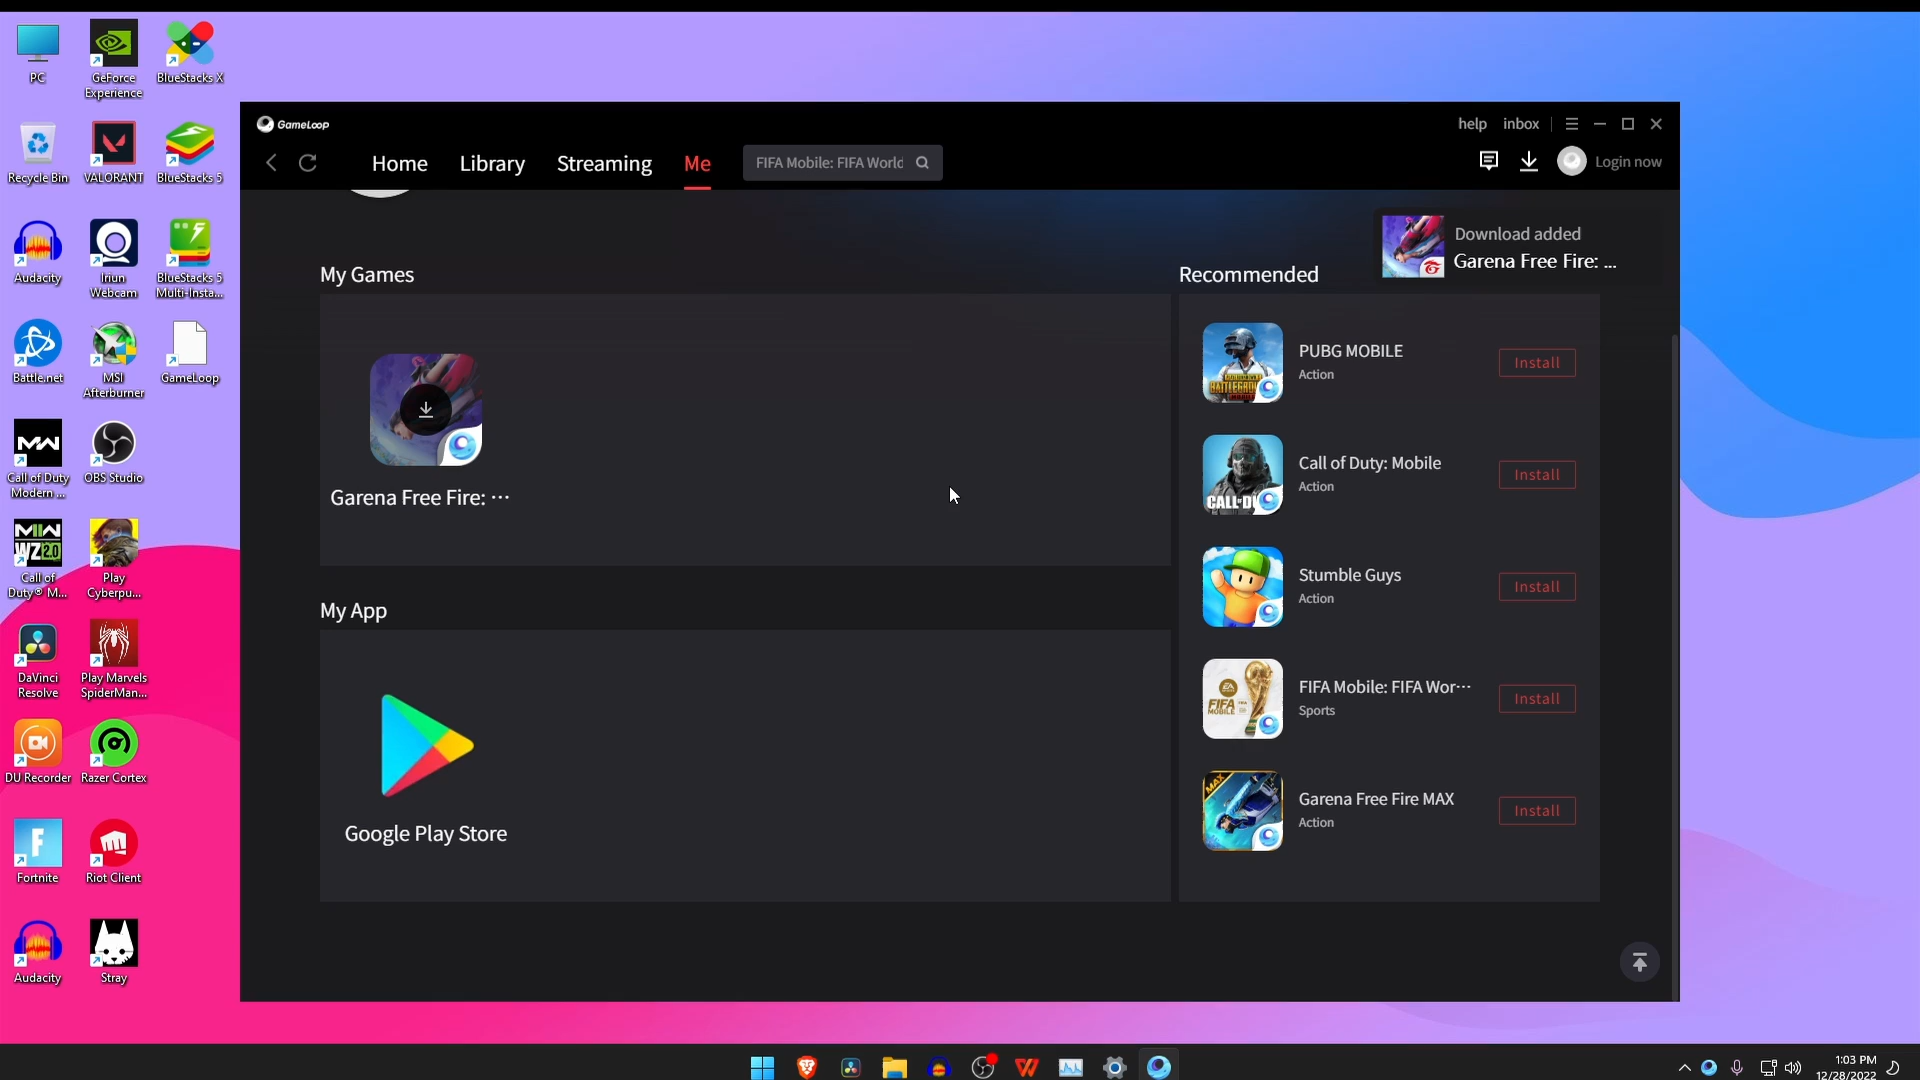 PC
GeForce
Experience
BlueStacks X
Recycle Bin
VALORANT
BlueStacks 5
Audacity
Iriun
Webcam
BlueStacks 5
Multi-Insta...
Battle.net
MSI
Afterburner
GameLoop
Call of Duty
Modern ...
OBS Studio
Call of
Duty® M...
Play
Cyberpu...
DaVinci
Resolve
Play Marvels
SpiderMan...
DU Recorder
Razer Cortex
Fortnite
Riot Client
Audacity
Stray
GameLoop
help
inbox
Home
Library
Streaming
Me
FIFA Mobile: FIFA World
Login now
Download added
Garena Free Fire: ...
My Games
Garena Free Fire: ···
My App
Google Play Store
Recommended
PUBG MOBILE
Action
Install
Call of Duty: Mobile
Action
Install
Stumble Guys
Action
Install
FIFA Mobile: FIFA Wor···
Sports
Install
Garena Free Fire MAX
Action
Install
1:03 PM
12/28/2022